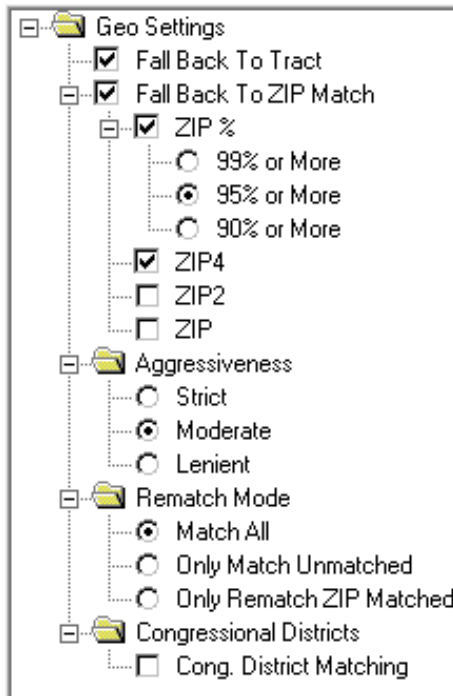 Geo Settings
Fall Back To Tract
Fall Back To ZIP Match
ZIP %
99% or More
95% or More
90% or More
ZIP4
ZIP2
ZIP
Aggressiveness
Strict
Moderate
Lenient
Rematch Mode
Match All
Only Match Unmatched
Only Rematch ZIP Matched
Congressional Districts
Cong. District Matching